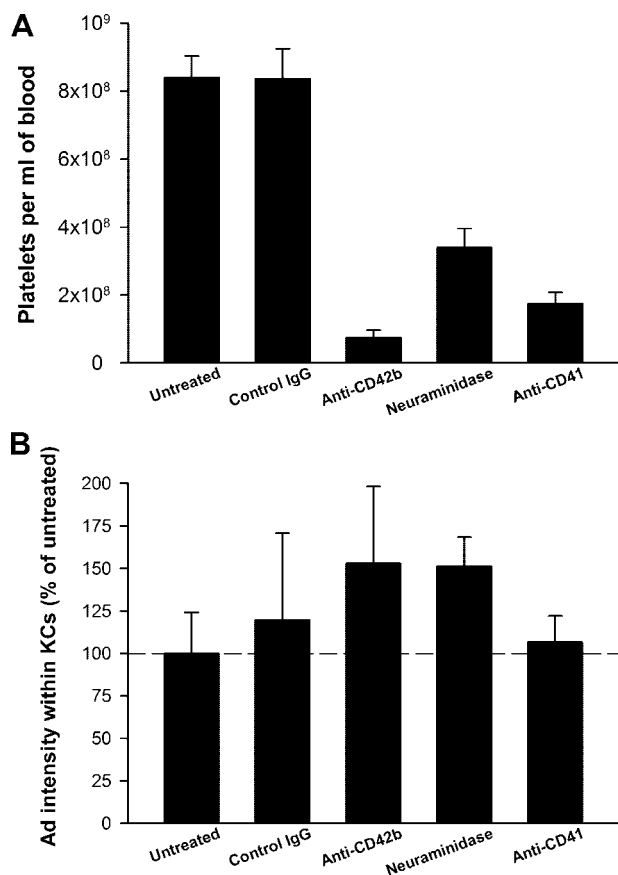 A
Platelets per ml of blood
10⁹
8x10⁸
6x10⁸
4x10⁸
2x10⁸
0
Untreated
Control IgG
Anti-CD42b
Neuraminidase
Anti-CD41
B
Ad intensity within KCs (% of untreated)
200
175
150
125
100
75
50
25
0
Untreated
Control IgG
Anti-CD42b
Neuraminidase
Anti-CD41